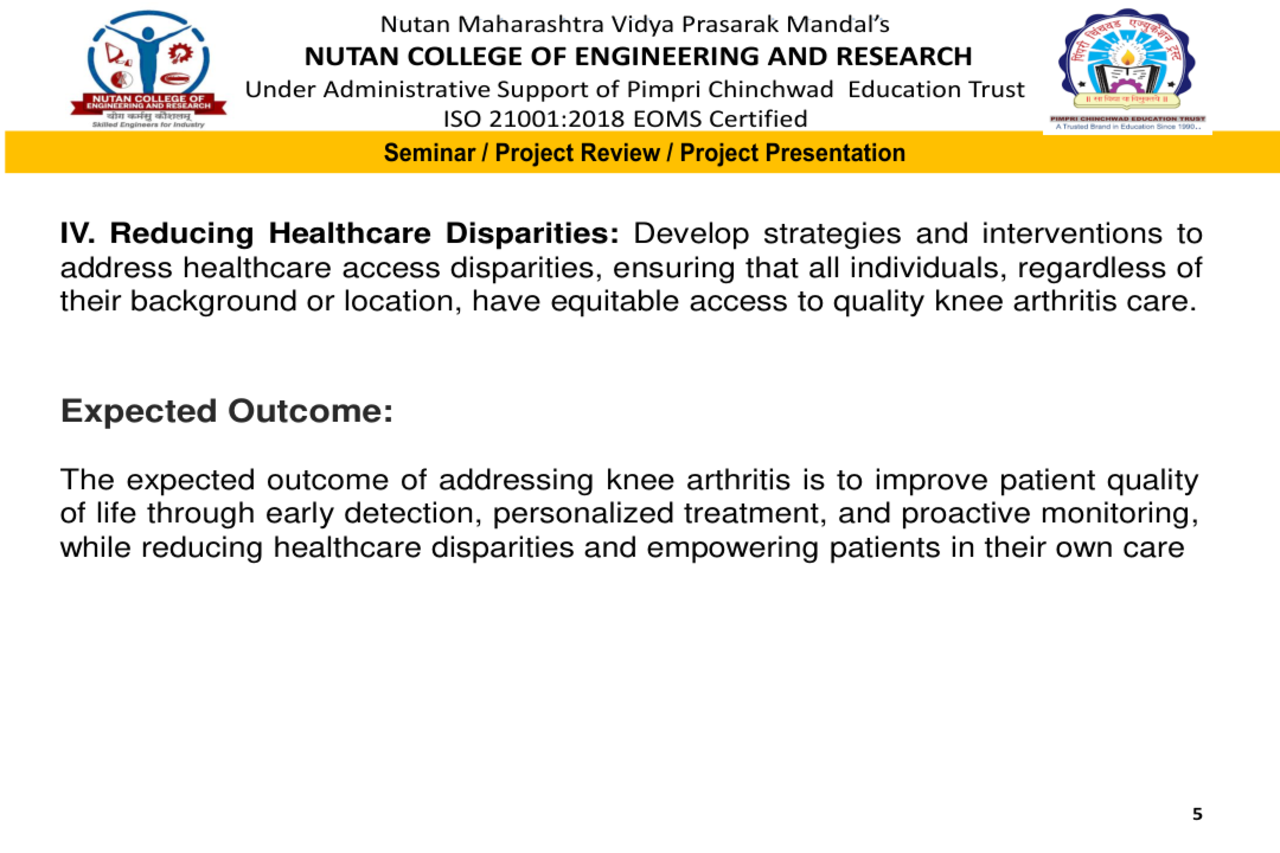 Nutan Maharashtra Vidya Prasarak Mandal's
NUTAN COLLEGE OF ENGINEERING AND RESEARCH
Under Administrative Support of Pimpri Chinchwad Education Trust
ISO 21001:2018 EOMS Certified
NUTAN COLLEGE OF
ENGINEERING AND RESEARCH
योग कर्मसु कौशलम्
Skilled Engineers for Industry
पिंपरी चिंचवड एज्युकेशन ट्रस्ट
PIMPRI CHINCHWAD EDUCATION TRUST
A Trusted Brand in Education Since 1990..
Seminar / Project Review / Project Presentation
IV. Reducing Healthcare Disparities: Develop strategies and interventions to
address healthcare access disparities, ensuring that all individuals, regardless of
their background or location, have equitable access to quality knee arthritis care.
Expected Outcome:
The expected outcome of addressing knee arthritis is to improve patient quality
of life through early detection, personalized treatment, and proactive monitoring,
while reducing healthcare disparities and empowering patients in their own care
5